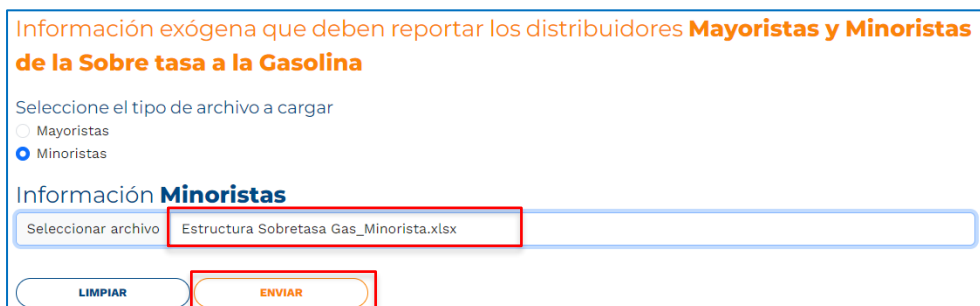 Información exógena que deben reportar los distribuidores Mayoristas y Minoristas
de la Sobre tasa a la Gasolina
Seleccione el tipo de archivo a cargar
Mayoristas
Minoristas
Información Minoristas
Seleccionar archivo Estructura Sobretasa Gas_Minorista.xlsx
LIMPIAR ENVIAR